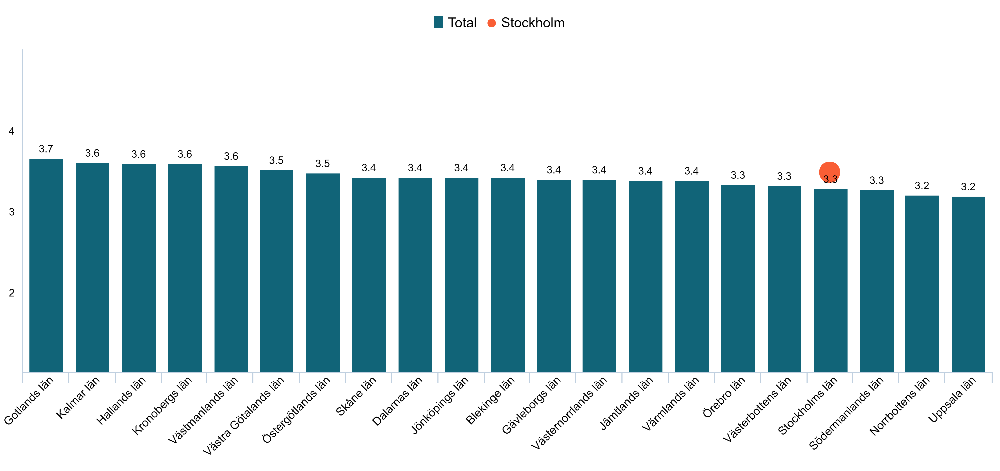 Total Stockholm
4
3
2
3.7 3.6 3.6 3.6 3.6 3.5 3.5 3.4 3.4 3.4 3.4 3.4 3.4 3.4 3.4 3.3 3.3 3.3 3.3 3.2 3.2
Gotlands län
Kalmar län
Hallands län
Kronobergs län
Västmanlands län
Västra Götalands län
Östergötlands län
Skåne län
Dalarnas län
Jönköpings län
Blekinge län
Gävleborgs län
Västernorrlands län
Jämtlands län
Värmlands län
Örebro län
Västerbottens län
Stockholms län
Södermanlands län
Norrbottens län
Uppsala län